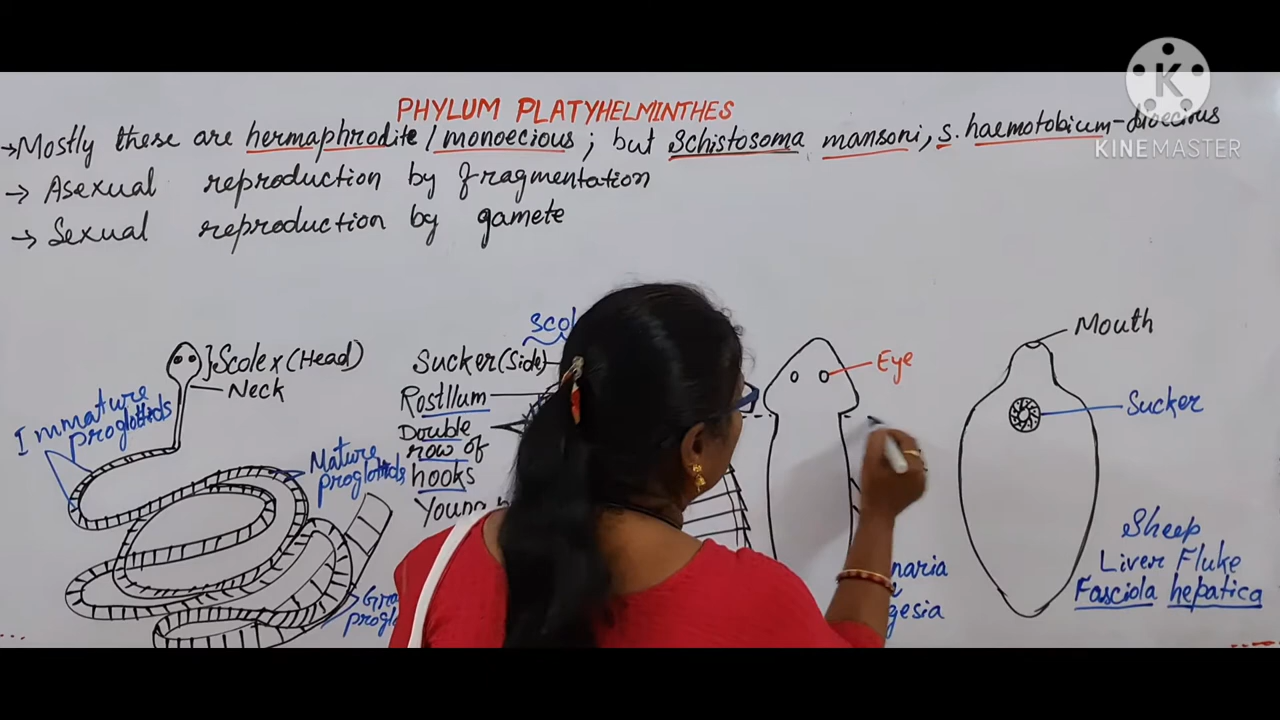 PHYLUM PLATYHELMINTHES
→Mostly these are hermaphrodite / monoecious ; but Schistosoma mansoni, s. haemotobium-dioecious
→ Asexual reproduction by fragmentation
→ Sexual reproduction by gamete
K
KINEMASTER
Scolex (Head)
Neck
Immature
proglottids
Mature
proglottids
Sucker (Side)
Rostllum
Double
row of
hooks
Young
Eye
Mouth
Sucker
Sheep
Liver Fluke
Fasciola hepatica